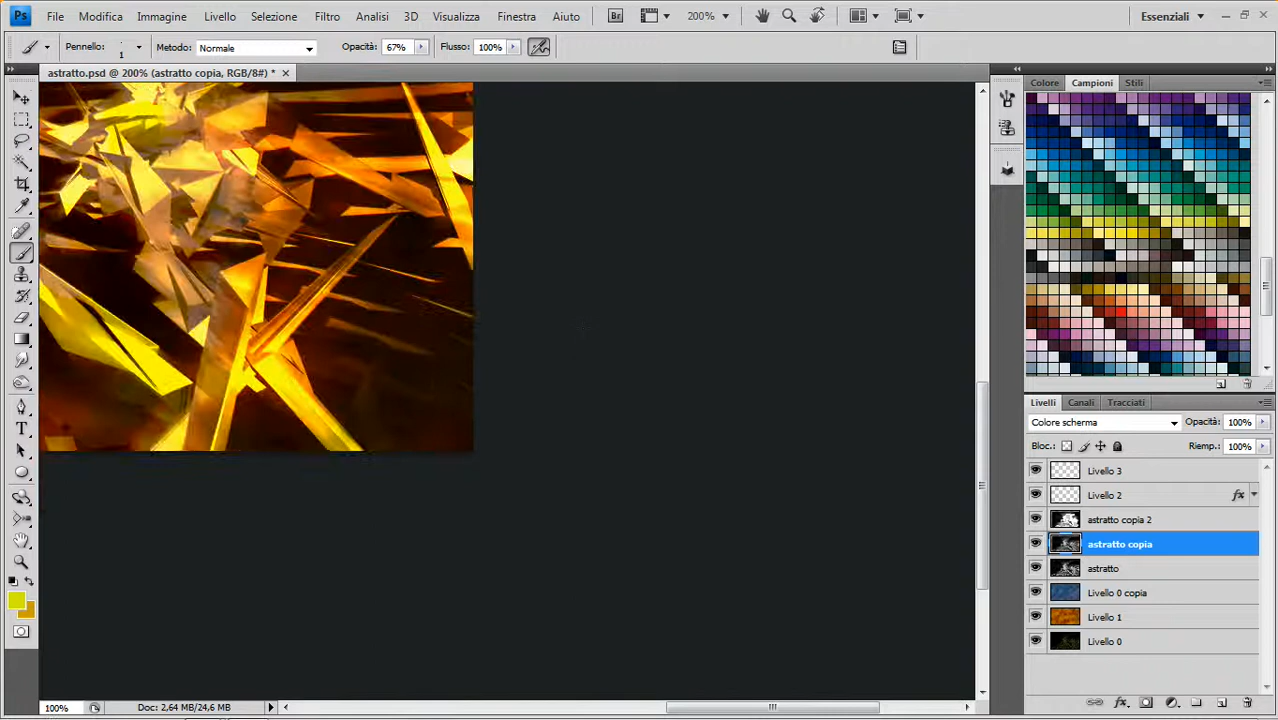 Ps File Modifica Immagine Livello Selezione Filtro Analisi 3D Visualizza Finestra Aiuto Br 200% Essenziali
Pennello: 1 Metodo: Normale Opacità: 67% Flusso: 100%
astratto.psd @ 200% (astratto copia, RGB/8#) *
Colore Campioni Stili
Livelli Canali Tracciati
Colore scherma Opacità: 100%
Bloc.: Riemp.: 100%
Livello 3
Livello 2 fx
astratto copia 2
astratto copia
astratto
Livello 0 copia
Livello 1
Livello 0
100% Doc: 2,64 MB/24,6 MB